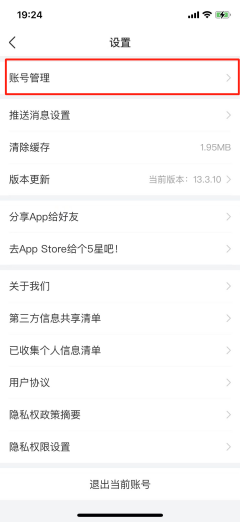 19:24
设置
账号管理
推送消息设置
清除缓存 1.95MB
版本更新 当前版本：13.3.10
分享App给好友
去App Store给个5星吧!
关于我们
第三方信息共享清单
已收集个人信息清单
用户协议
隐私权政策摘要
隐私权限设置
退出当前账号